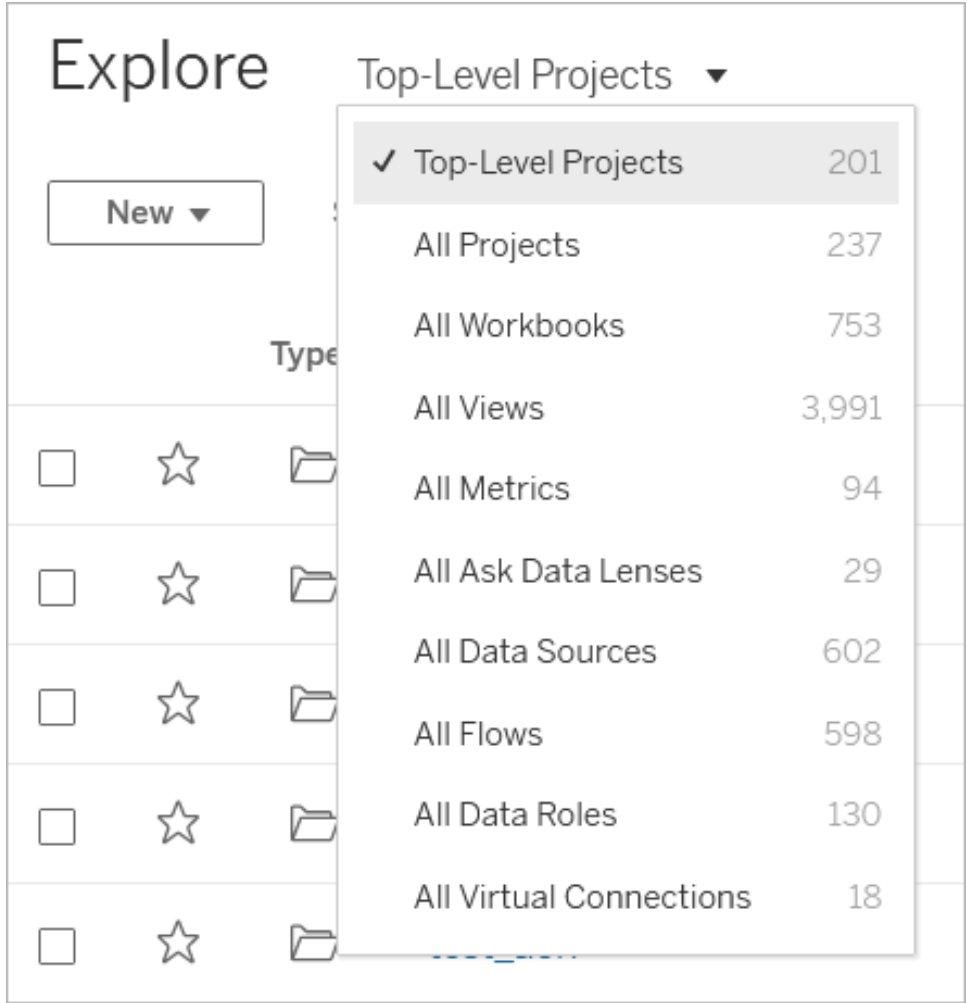 Explore Top-Level Projects
✓ Top-Level Projects 201
New
All Projects 237
All Workbooks 753
Type
All Views 3,991
All Metrics 94
All Ask Data Lenses 29
All Data Sources 602
All Flows 598
All Data Roles 130
All Virtual Connections 18